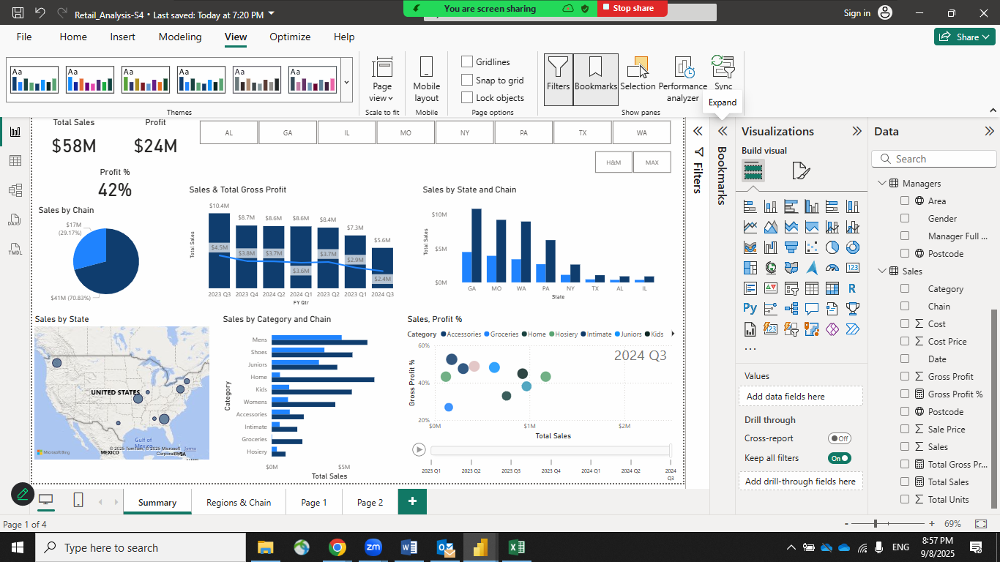 Retail_Analysis-S4 • Last saved: Today at 7:20 PM
You are screen sharing
Stop share
Sign in
File Home Insert Modeling View Optimize Help
Share
Aa Aa Aa Aa Aa Aa
Page view
Mobile layout
Gridlines
Snap to grid
Lock objects
Filters
Bookmarks
Selection
Performance analyzer
Sync
Expand
Themes
Scale to fit
Mobile
Page options
Show panes
Total Sales
$58M
Profit
$24M
Profit %
42%
AL GA IL MO NY PA TX WA
H&M MAX
Sales by Chain
$17M
(29.17%)
$41M (70.83%)
Sales & Total Gross Profit
Total Sales
$10.4M $8.7M $8.6M $8.6M $8.4M $7.3M $5.6M
$4.5M $3.8M $3.7M $3.6M $3.7M $2.9M $2.4M
2023 Q3 2023 Q4 2024 Q2 2024 Q1 2023 Q2 2023 Q1 2024 Q3
FY Qtr
Sales by State and Chain
Total Sales
$10M
$5M
$0M
GA MO WA PA NY TX AL IL
State
Sales by State
UNITED STATES
Gulf of
Mexico
MEXICO
Microsoft Bing
© 2025 TomTom, © 2025 Microsoft
Corporation
Terms
Sales by Category and Chain
Category
Mens
Shoes
Juniors
Home
Kids
Womens
Accessories
Intimate
Groceries
Hosiery
$0M $5M
Total Sales
Sales, Profit %
Category Accessories Groceries Home Hosiery Intimate Juniors Kids
2024 Q3
Gross Profit %
60%
40%
20%
$0M $1M $2M
Total Sales
2023 Q1 2023 Q2 2023 Q3 2023 Q4 2024 Q1 2024 Q2 2024 Q3
Filters
Bookmarks
Visualizations
Build visual
R
Py
123
123
...
Values
Add data fields here
Drill through
Cross-report Off
Keep all filters On
Add drill-through fields here
Data
Search
Managers
Area
Gender
Manager Full ...
Postcode
Sales
Category
Chain
Cost
Cost Price
Date
Gross Profit
Gross Profit %
Postcode
Sale Price
Sales
Total Gross Pr...
Total Sales
Total Units
DAX
TMDL
Summary Regions & Chain Page 1 Page 2 +
Page 1 of 4
- + 69%
Type here to search
zm
ENG
8:57 PM
9/8/2025